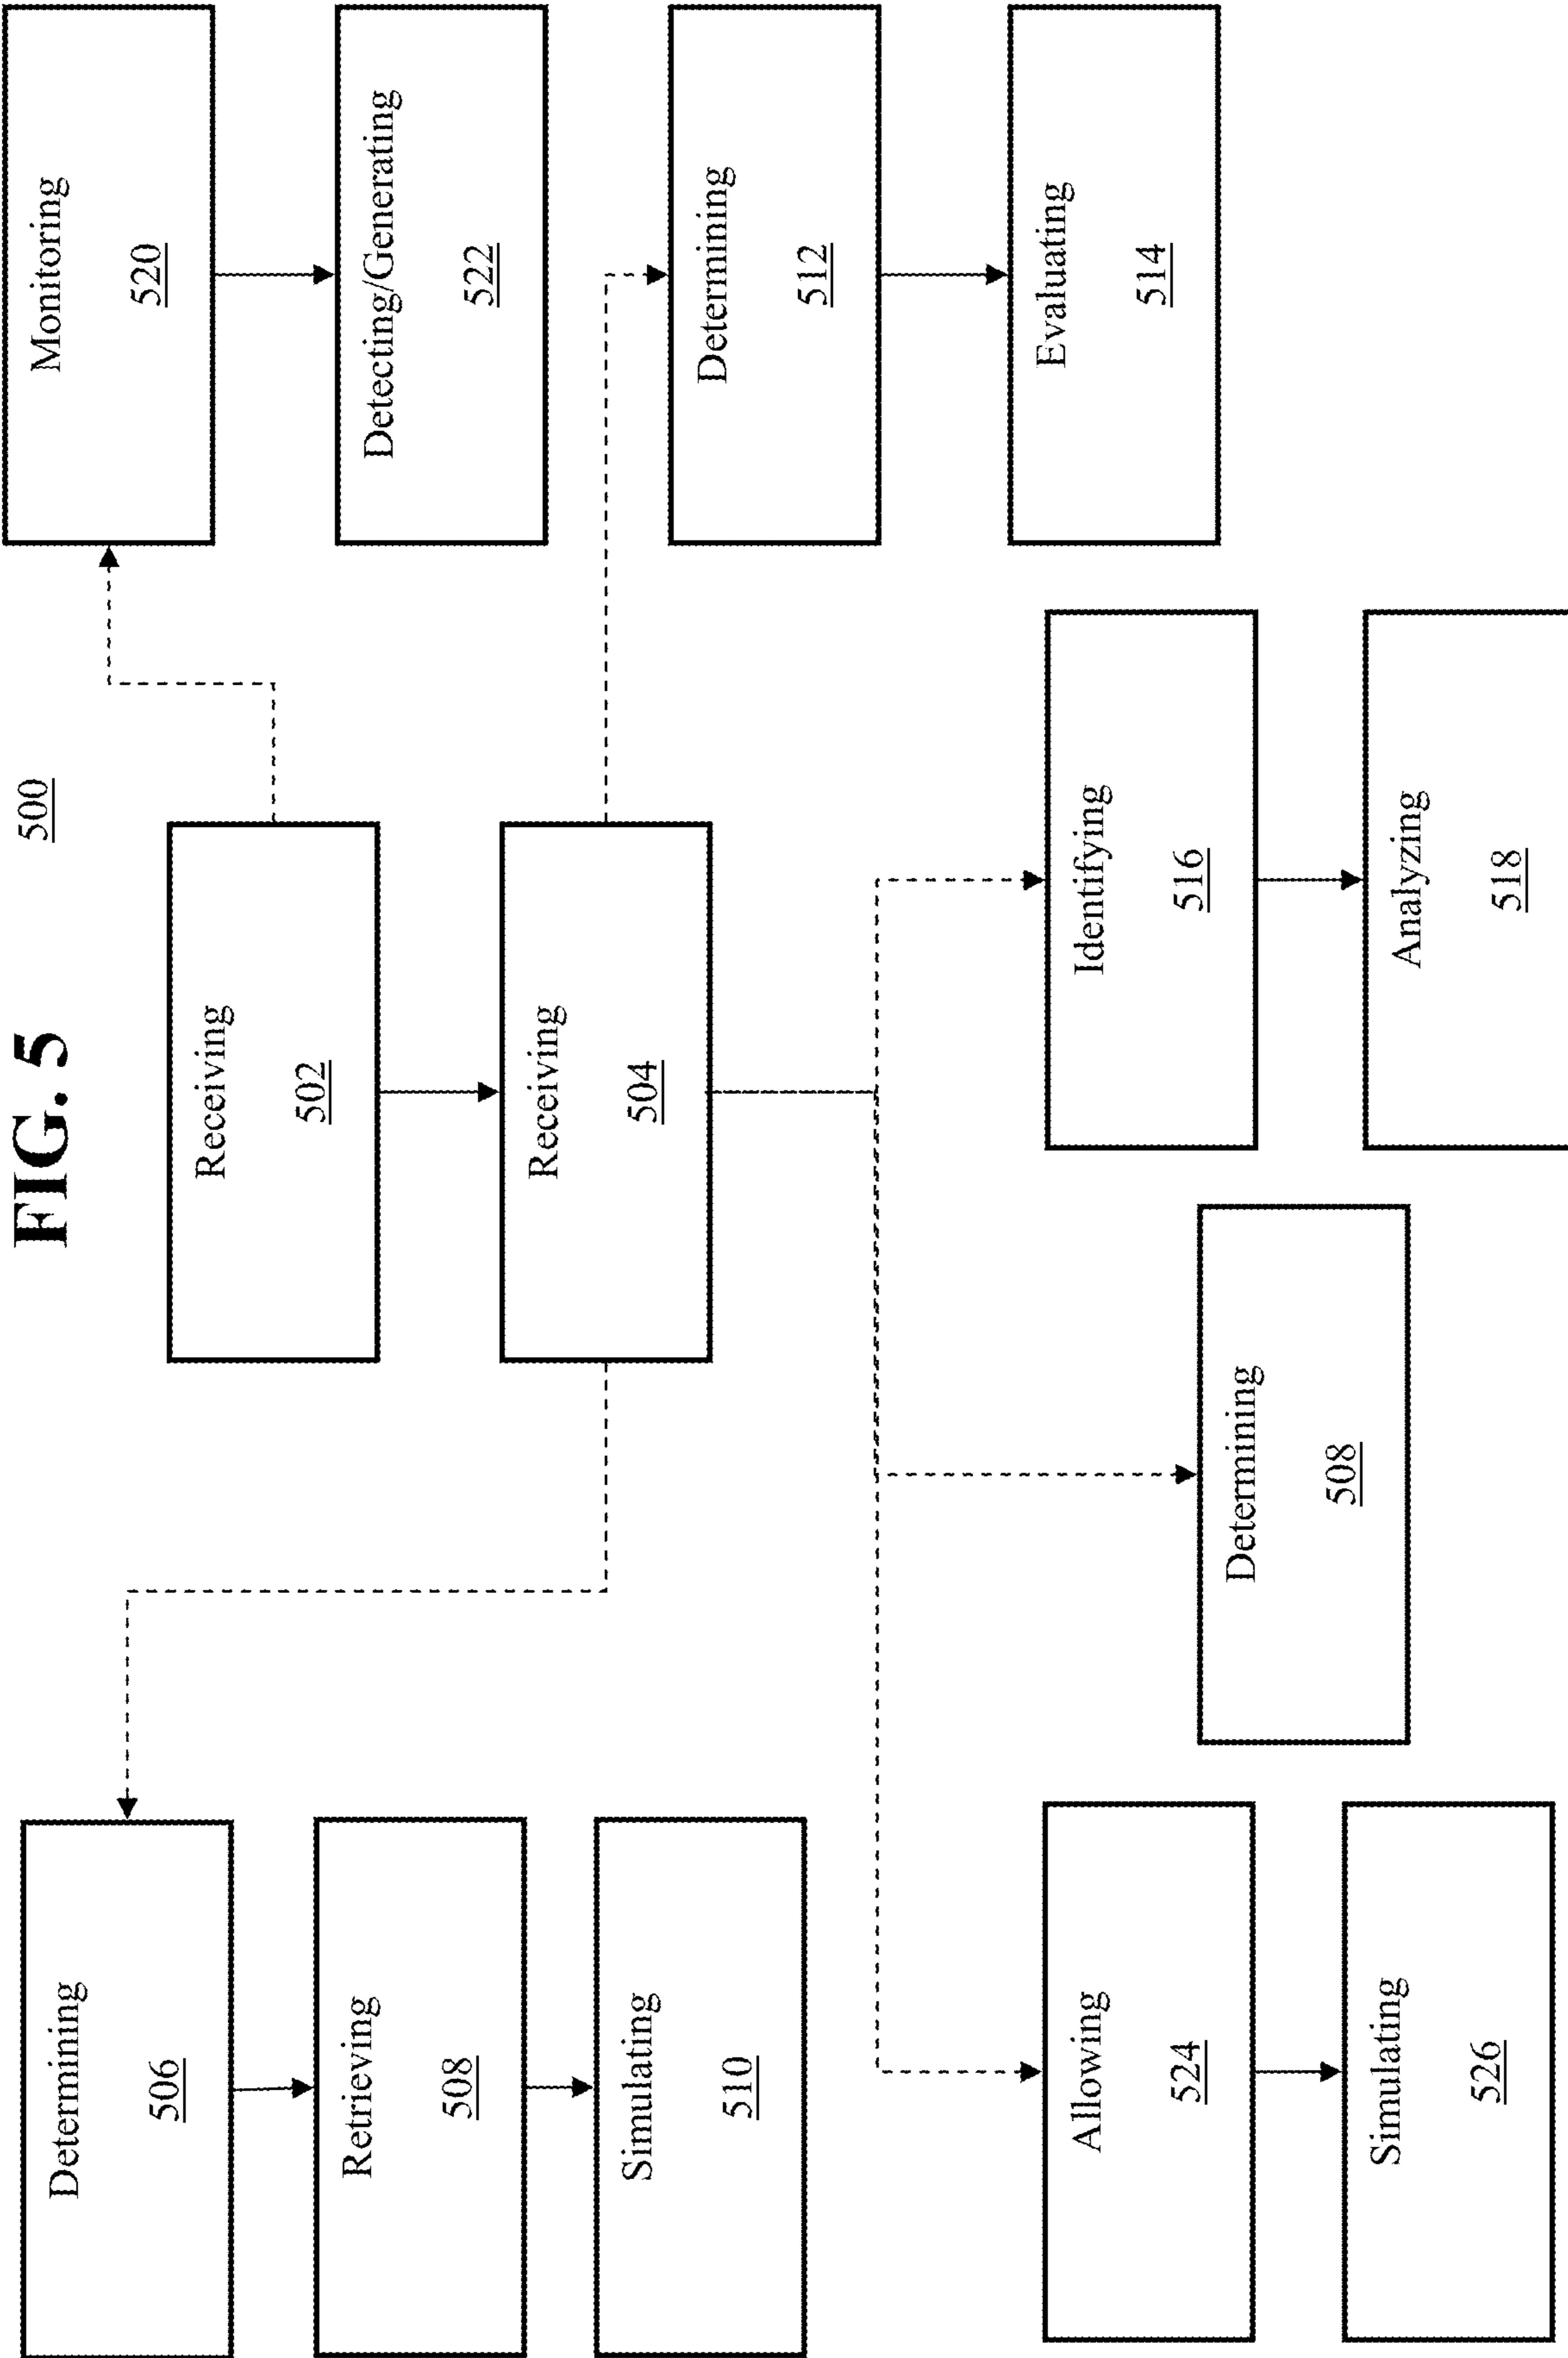 FIG. 5
500
Receiving
502
Receiving
504
Determining
506
Retrieving
508
Simulating
510
Monitoring
520
Detecting/Generating
522
Determining
512
Evaluating
514
Allowing
524
Simulating
526
Determining
508
Identifying
516
Analyzing
518